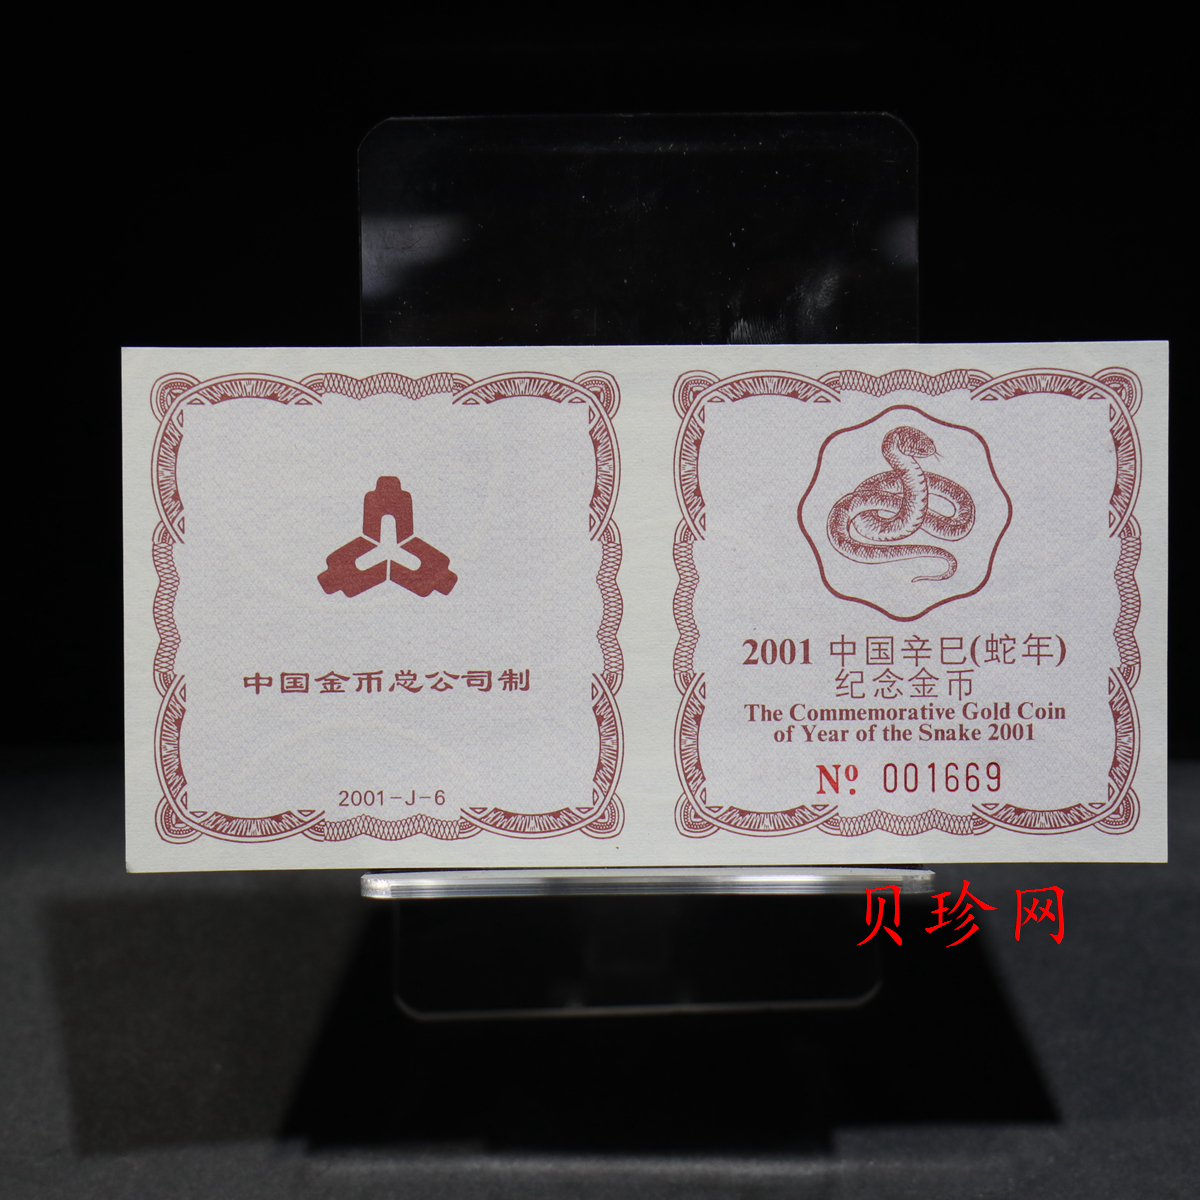 中国金币总公司制
2001-J-6
2001 中国辛巳(蛇年)
纪念金币
The Commemorative Gold Coin
of Year of the Snake 2001
Nº 001669
贝珍网